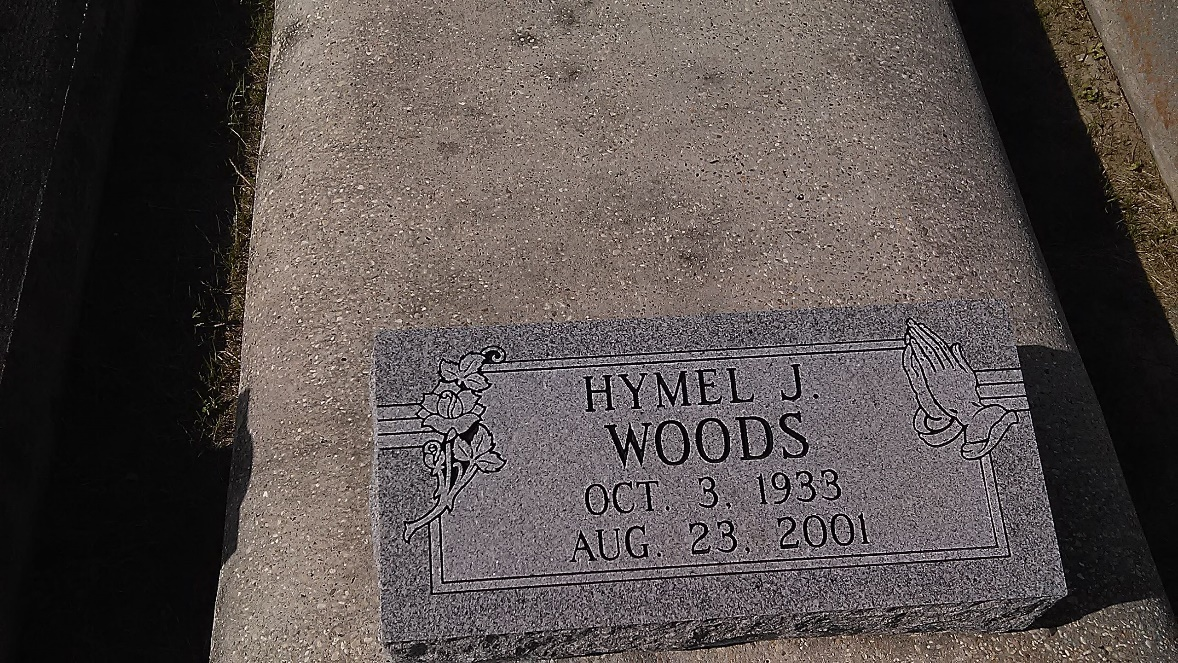 HYMEL J.
WOODS
OCT. 3, 1933
AUG. 23, 2001